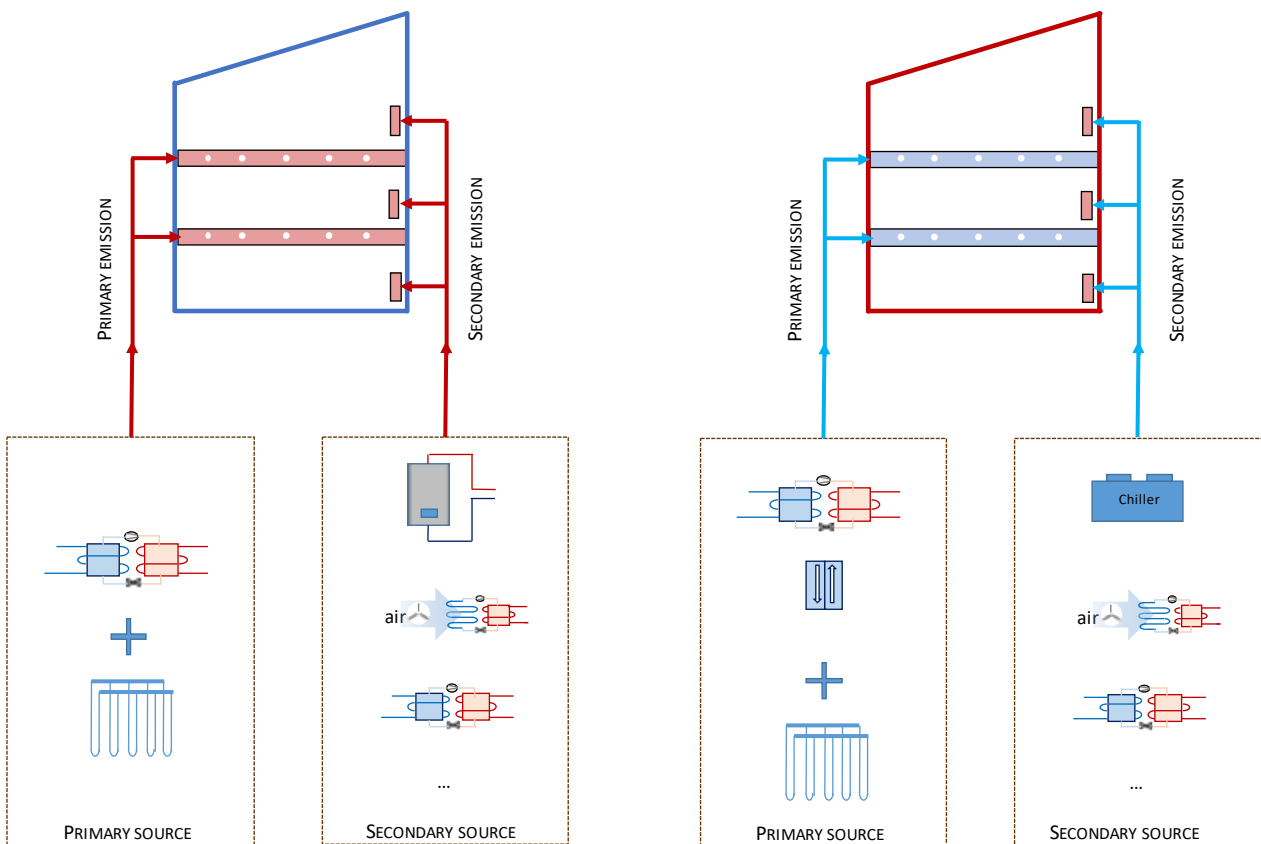 PRIMARY EMISSION
SECONDARY EMISSION
PRIMARY EMISSION
SECONDARY EMISSION
air
...
PRIMARY SOURCE
SECONDARY SOURCE
Chiller
air
...
PRIMARY SOURCE
SECONDARY SOURCE